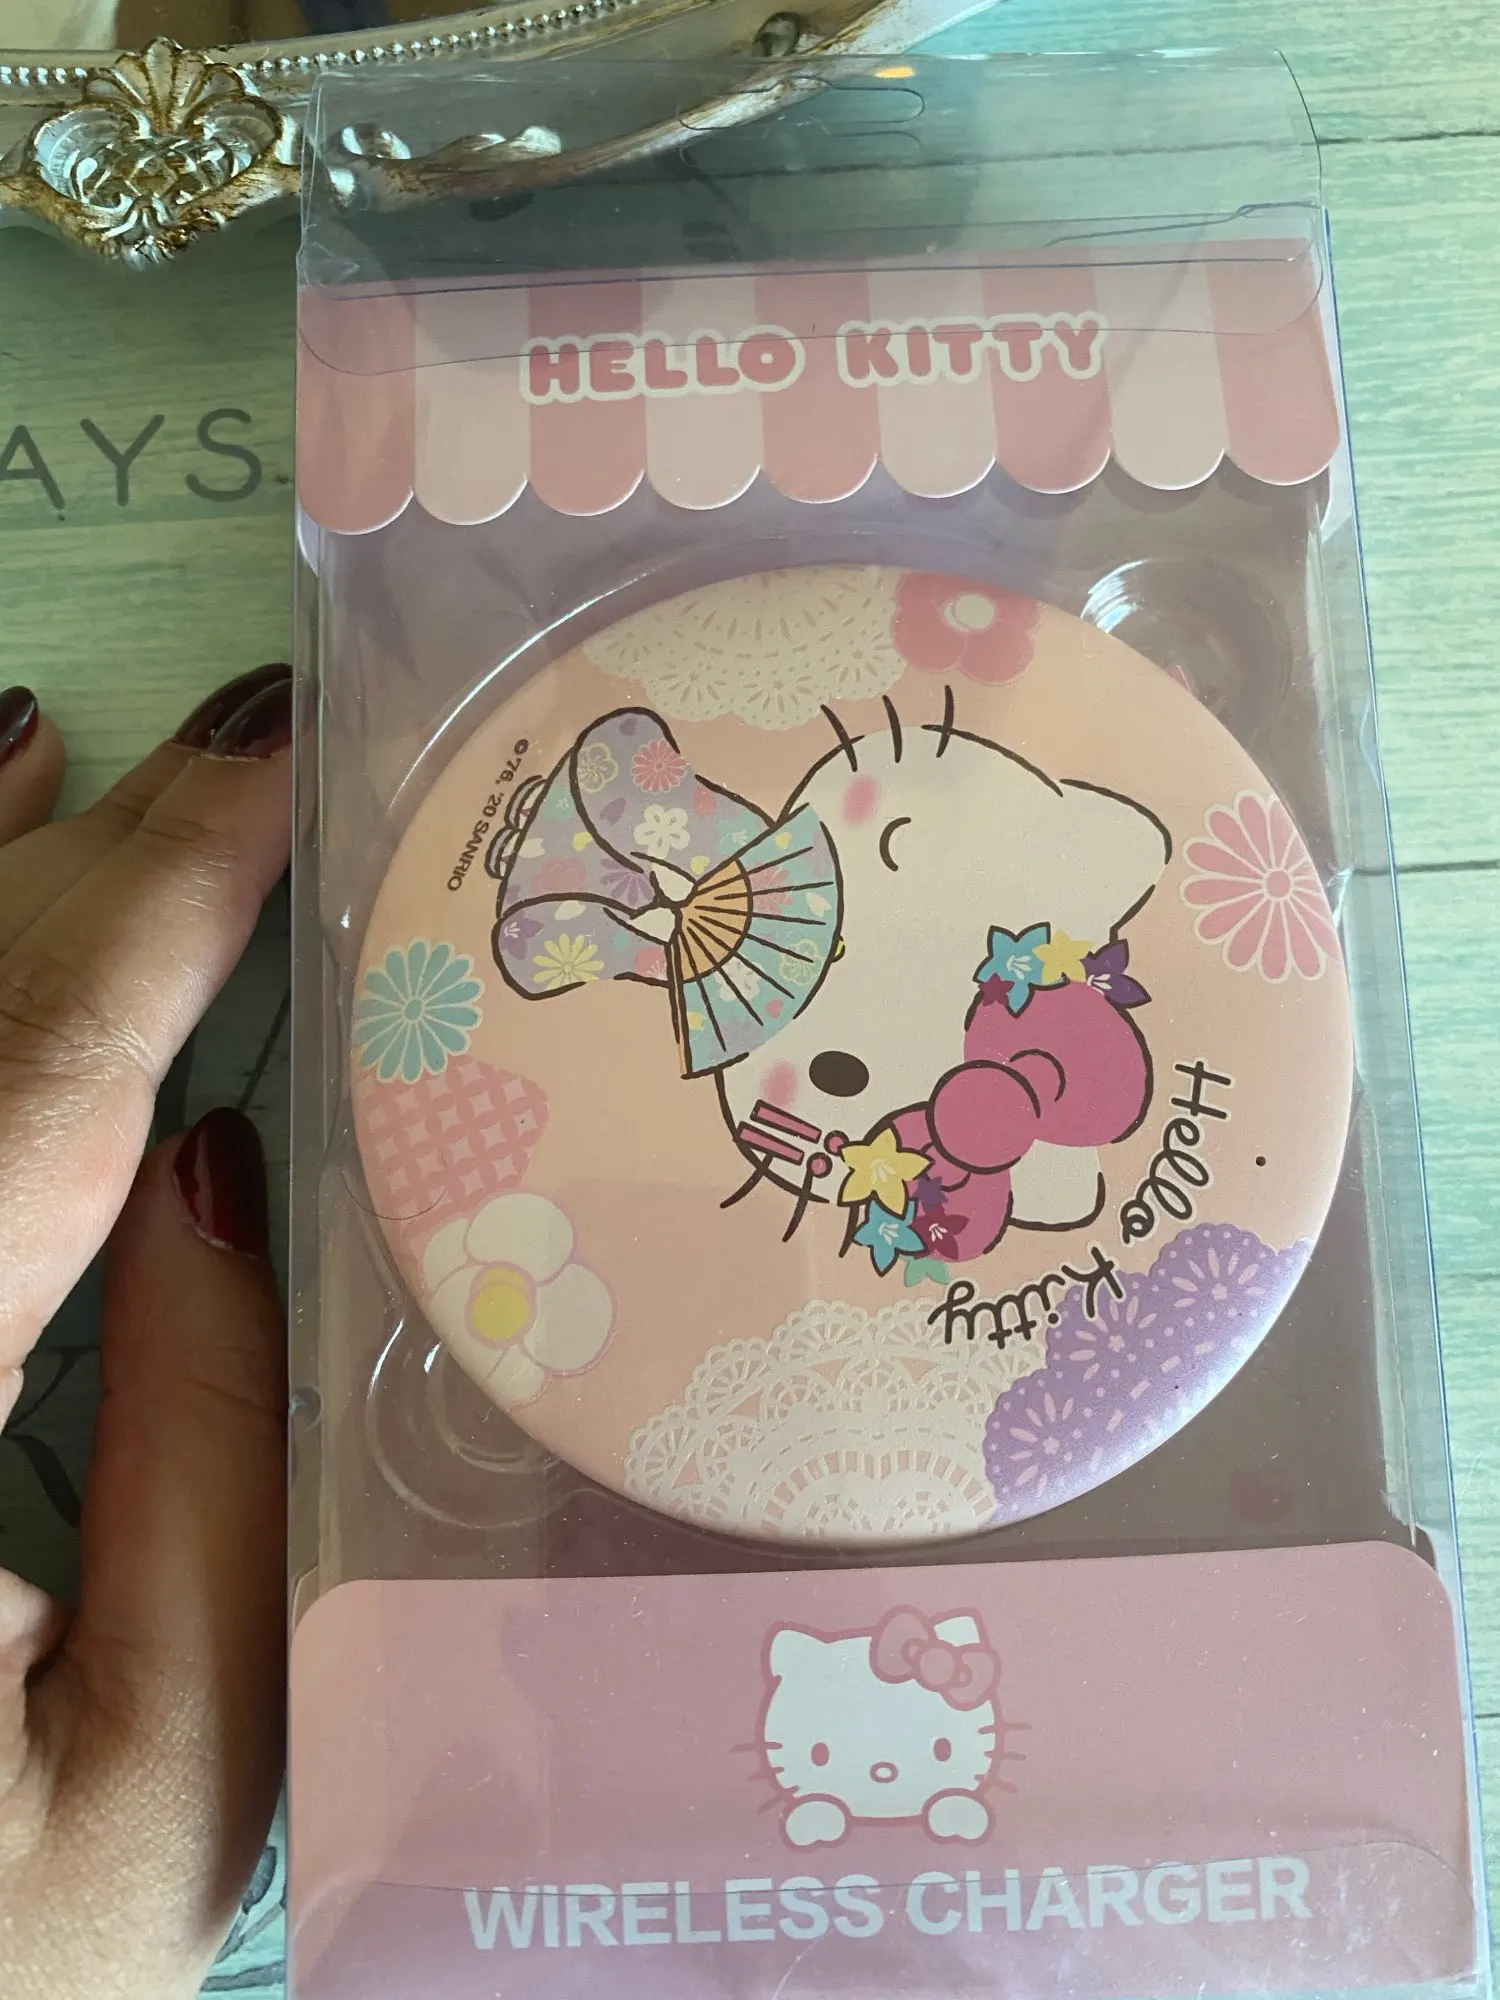 HELLO KITTY
AYS
©'76, '20 SANRIO
Hello Kitty
WIRELESS CHARGER